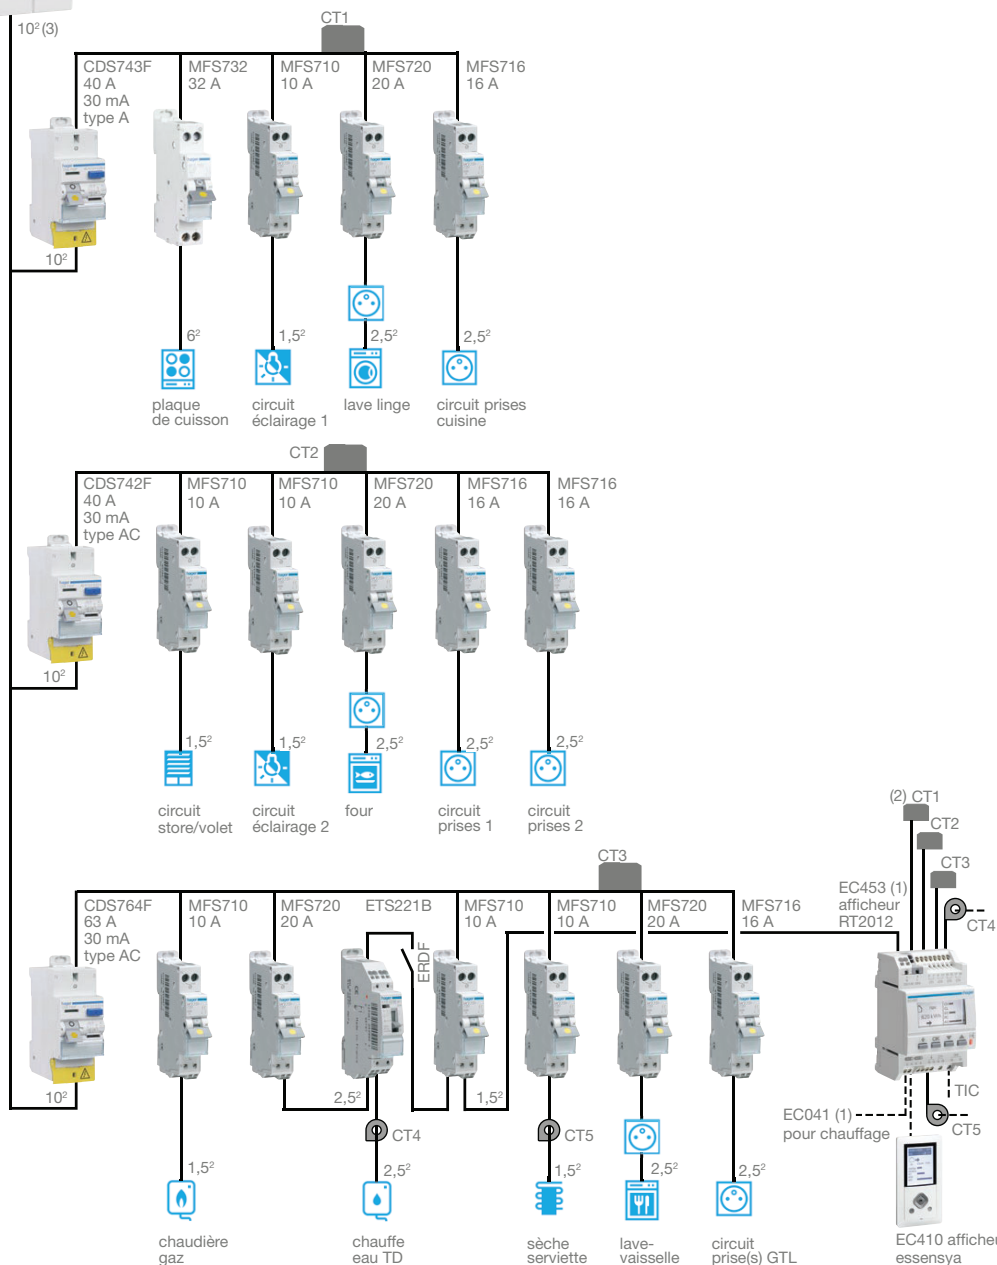 10² (3)
CT1
CDS743F
40 A
30 mA
type A
MFS732
32 A
MFS710
10 A
MFS720
20 A
MFS716
16 A
10²
6²
1,5²
2,5²
2,5²
plaque
de cuisson
circuit
éclairage 1
lave linge
circuit prises
cuisine
CT2
CDS742F
40 A
30 mA
type AC
MFS710
10 A
MFS710
10 A
MFS720
20 A
MFS716
16 A
MFS716
16 A
10²
1,5²
1,5²
2,5²
2,5²
2,5²
circuit
store/volet
circuit
éclairage 2
four
circuit
prises 1
circuit
prises 2
CT3
CDS764F
63 A
30 mA
type AC
MFS710
10 A
MFS720
20 A
ETS221B
ERDF
MFS710
10 A
MFS710
10 A
MFS720
20 A
MFS716
16 A
(2) CT1
CT2
CT3
CT4
EC453 (1)
afficheur
RT2012
10²
2,5²
1,5²
CT4
CT5
TIC
CT5
EC041 (1)
pour chauffage
1,5²
2,5²
1,5²
2,5²
2,5²
chaudière
gaz
chauffe
eau TD
sèche
serviette
lave-
vaisselle
circuit
prise(s) GTL
EC410 afficheu
essensya